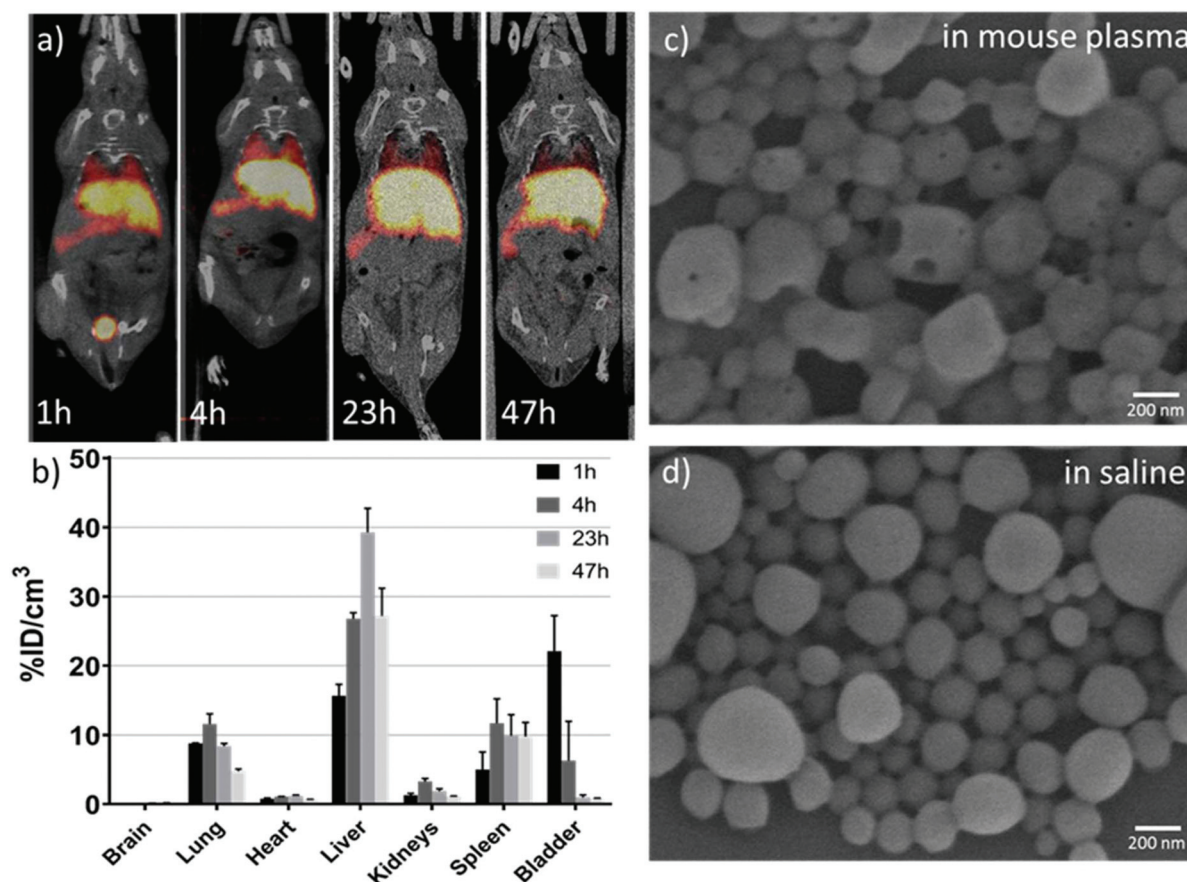 a)
1h
4h
23h
47h
b)
%ID/cm³
50
40
30
20
10
0
1h
4h
23h
47h
Brain
Lung
Heart
Liver
Kidneys
Spleen
Bladder
c)
in mouse plasma
200 nm
d)
in saline
200 nm